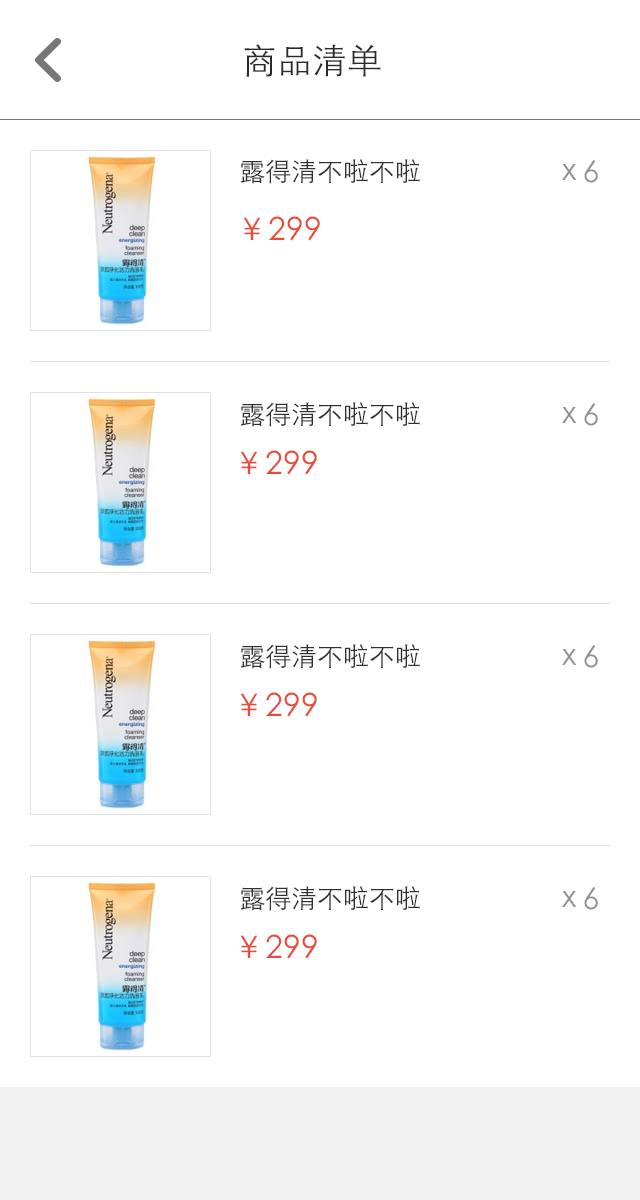 商品清单
Neutrogena
deep
clean
energizing
foaming
cleanser
露得清
露得清不啦不啦
x 6
￥299
Neutrogena
deep
clean
energizing
foaming
cleanser
露得清
露得清不啦不啦
x 6
￥299
Neutrogena
deep
clean
energizing
foaming
cleanser
露得清
露得清不啦不啦
x 6
￥299
Neutrogena
deep
clean
energizing
foaming
cleanser
露得清
露得清不啦不啦
x 6
￥299